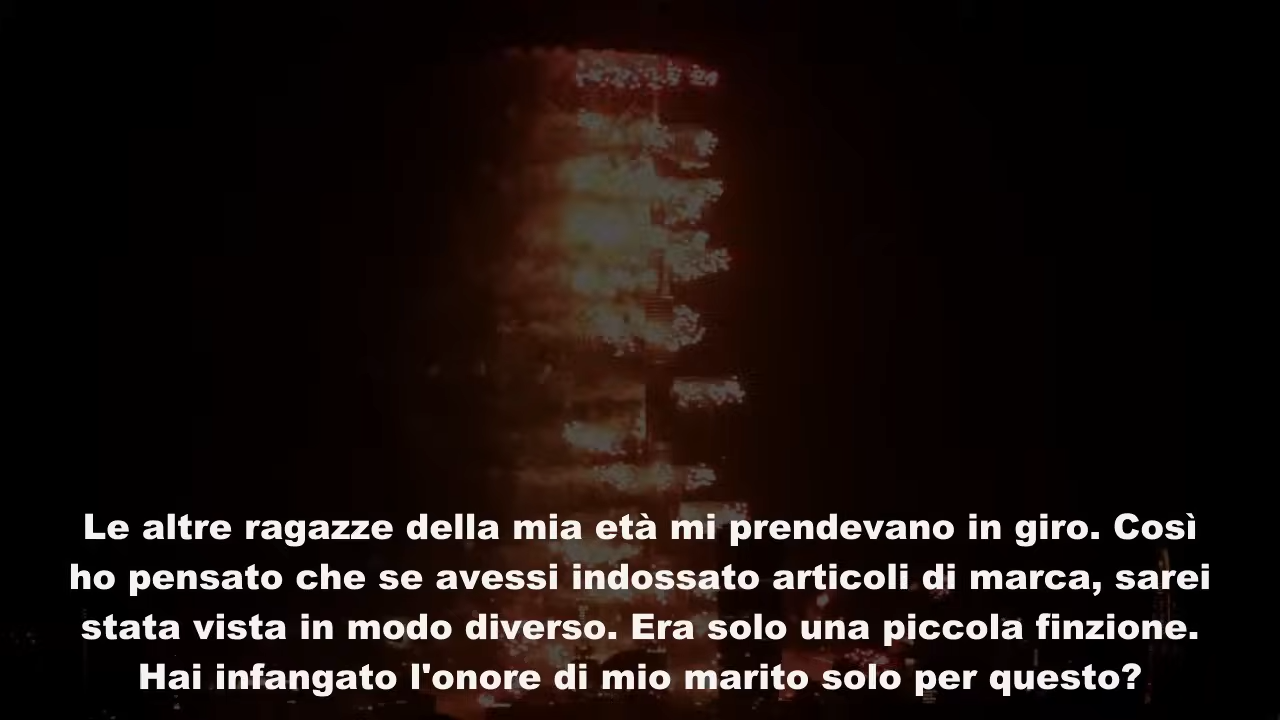 Le altre ragazze della mia età mi prendevano in giro. Così
ho pensato che se avessi indossato articoli di marca, sarei
stata vista in modo diverso. Era solo una piccola finzione.
Hai infangato l'onore di mio marito solo per questo?